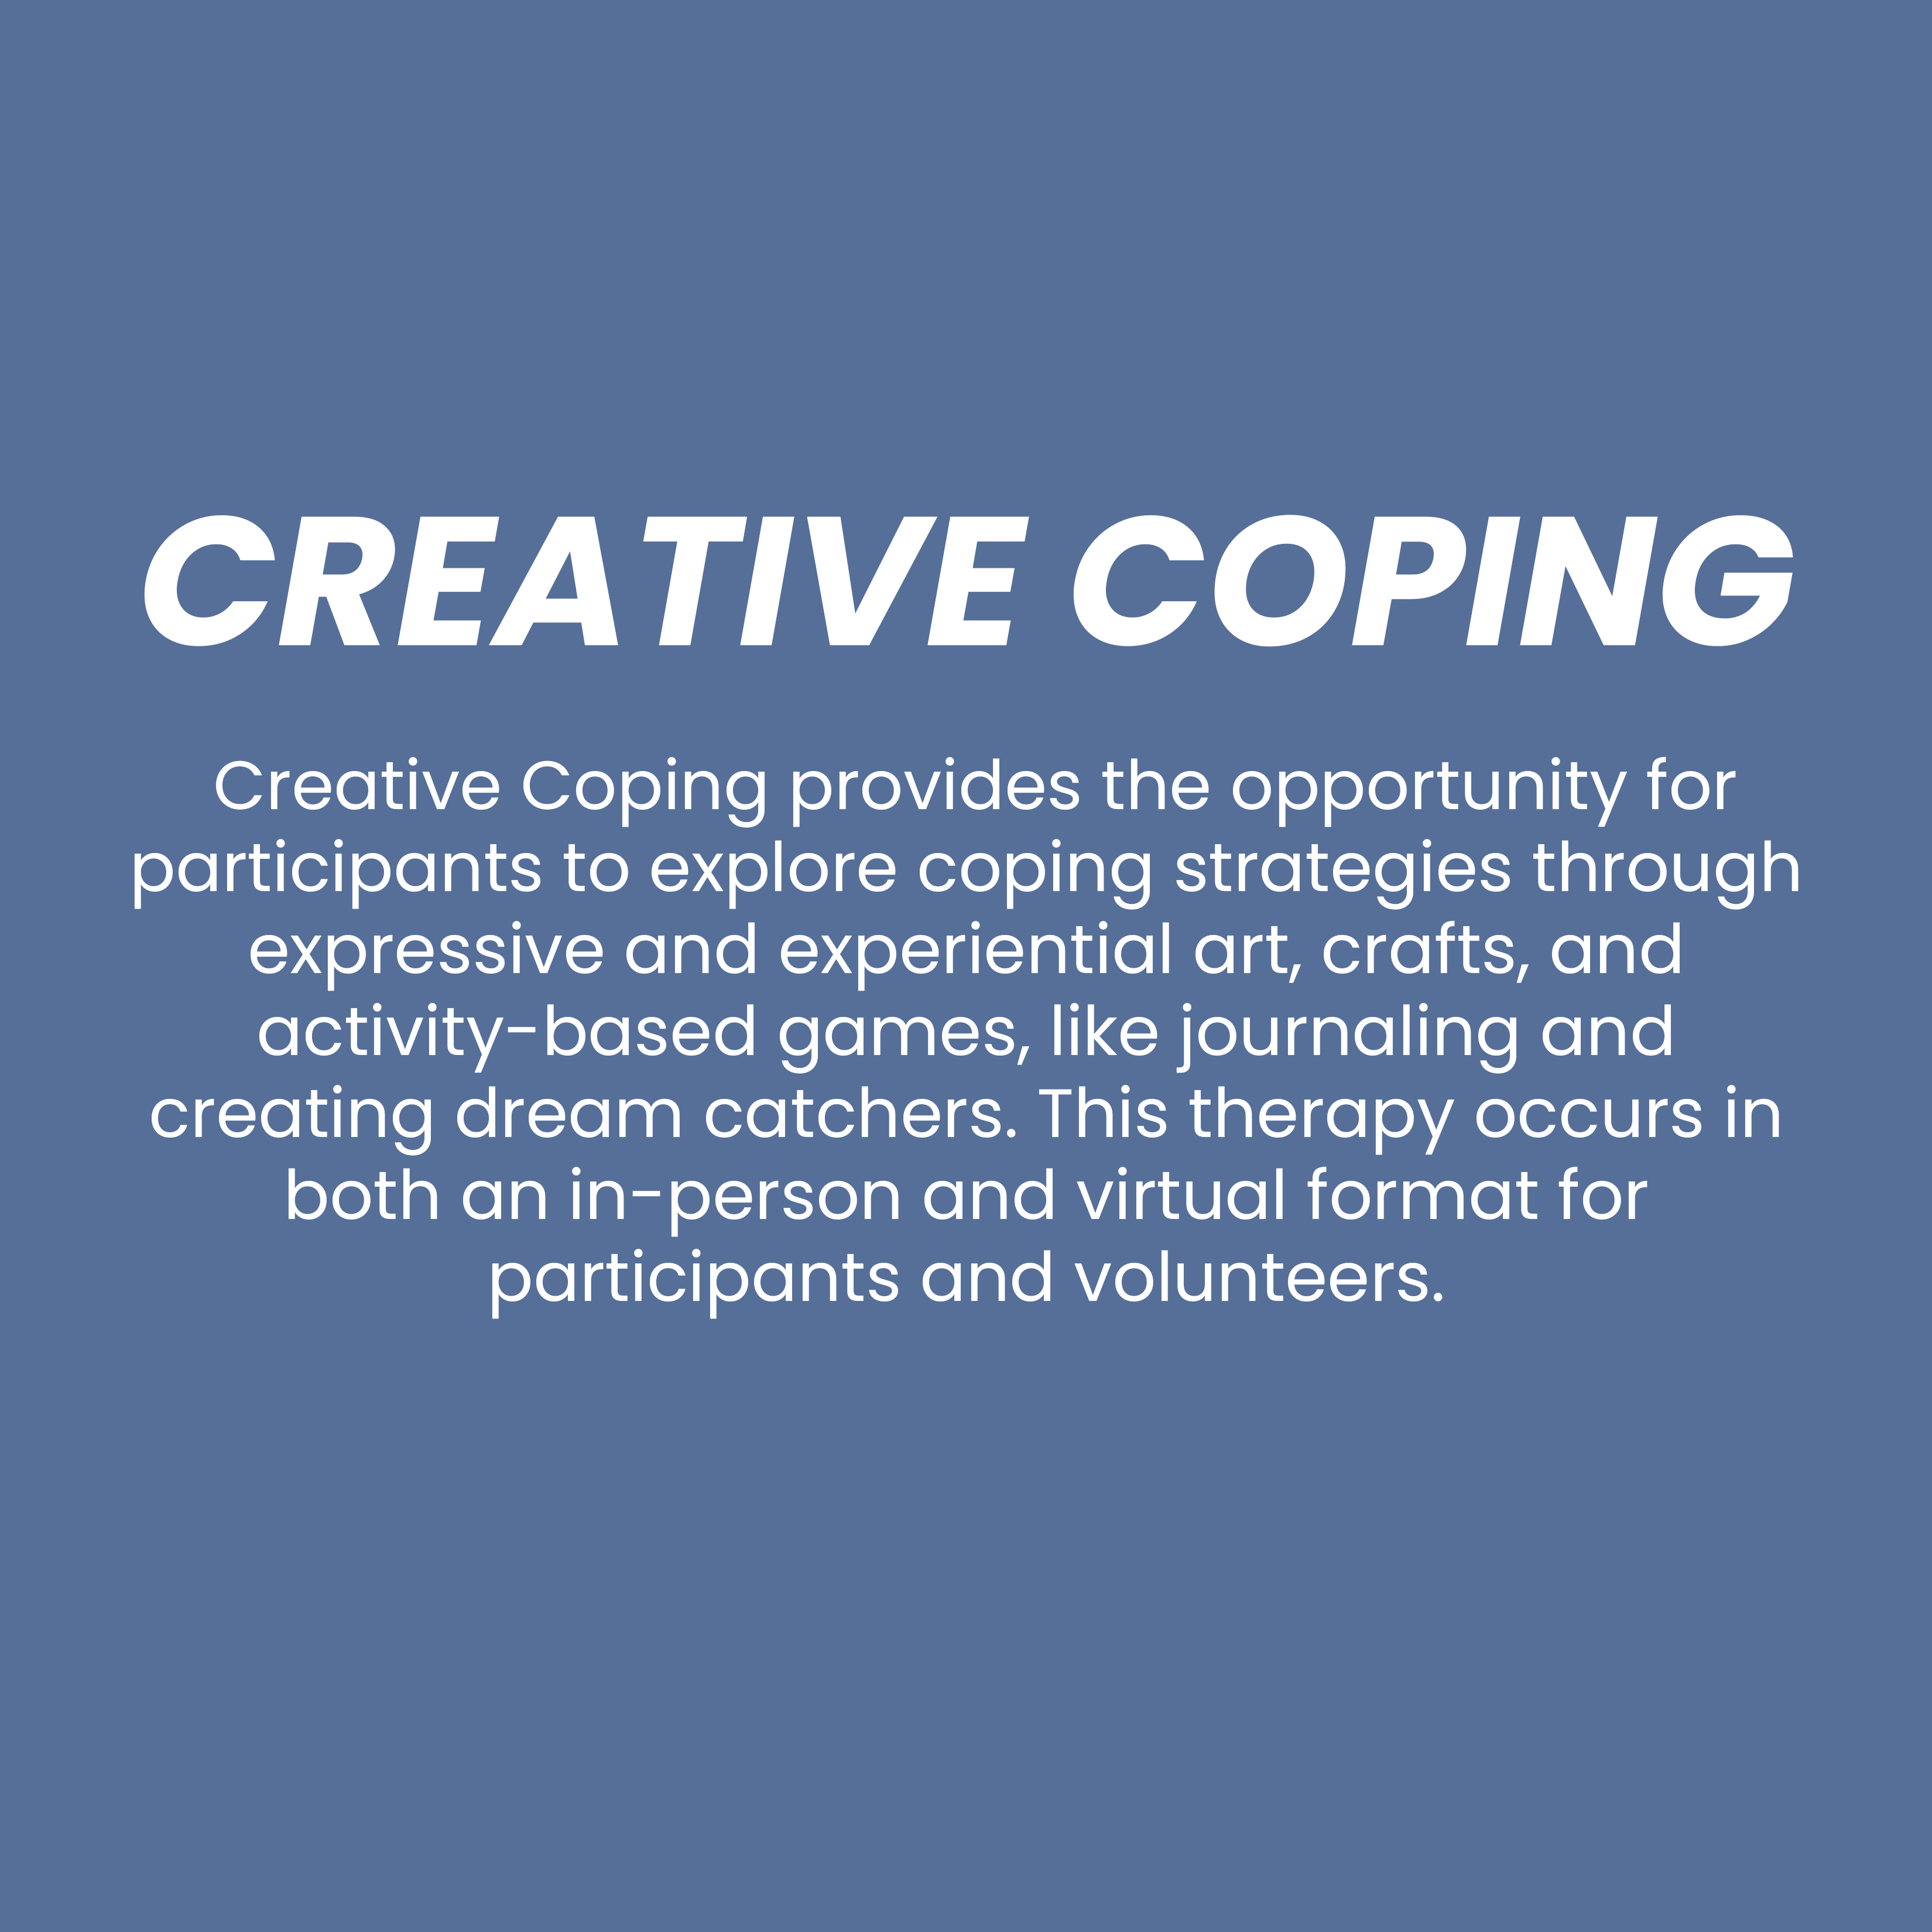 CREATIVE COPING
Creative Coping provides the opportunity for
participants to explore coping strategies through
expressive and experiential art, crafts, and
activity-based games, like journaling and
creating dream catchers. This therapy occurs in
both an in-person and virtual format for
participants and volunteers.